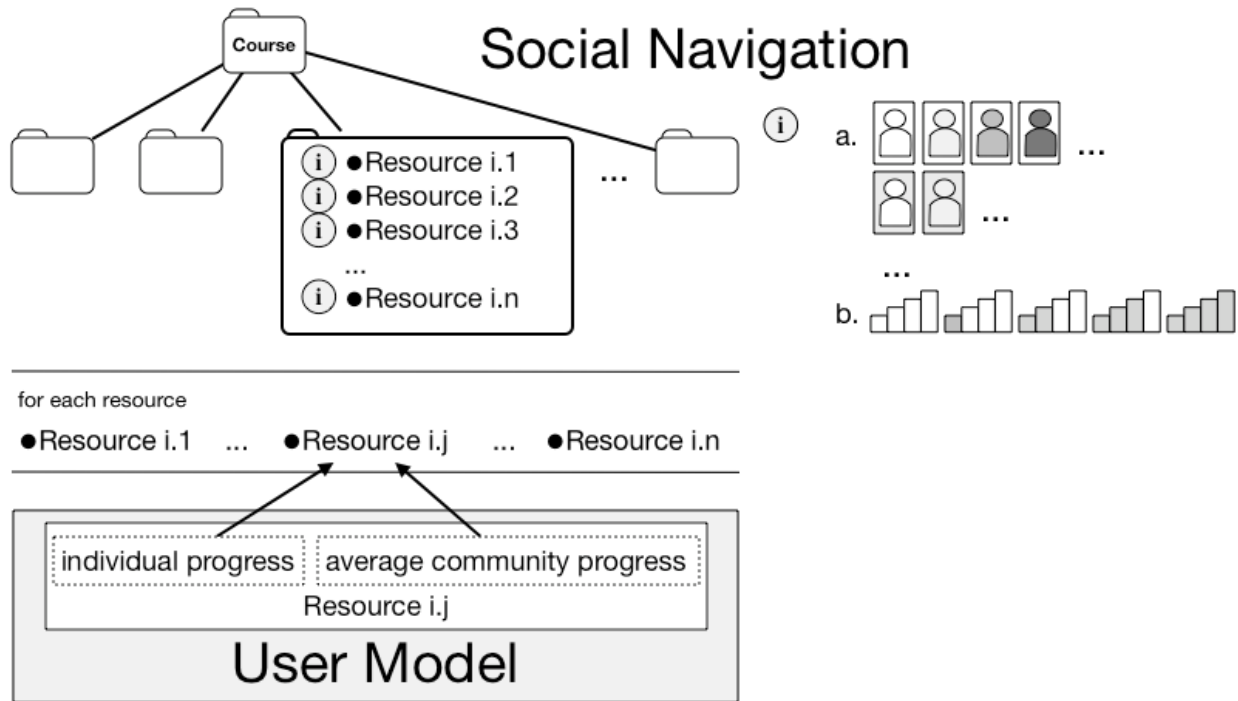 Social Navigation
Course
i a.
...
i ●Resource i.1
i ●Resource i.2
i ●Resource i.3
...
i ●Resource i.n
...
...
...
b.
for each resource
●Resource i.1 ... ●Resource i.j ... ●Resource i.n
individual progress average community progress
Resource i.j
User Model